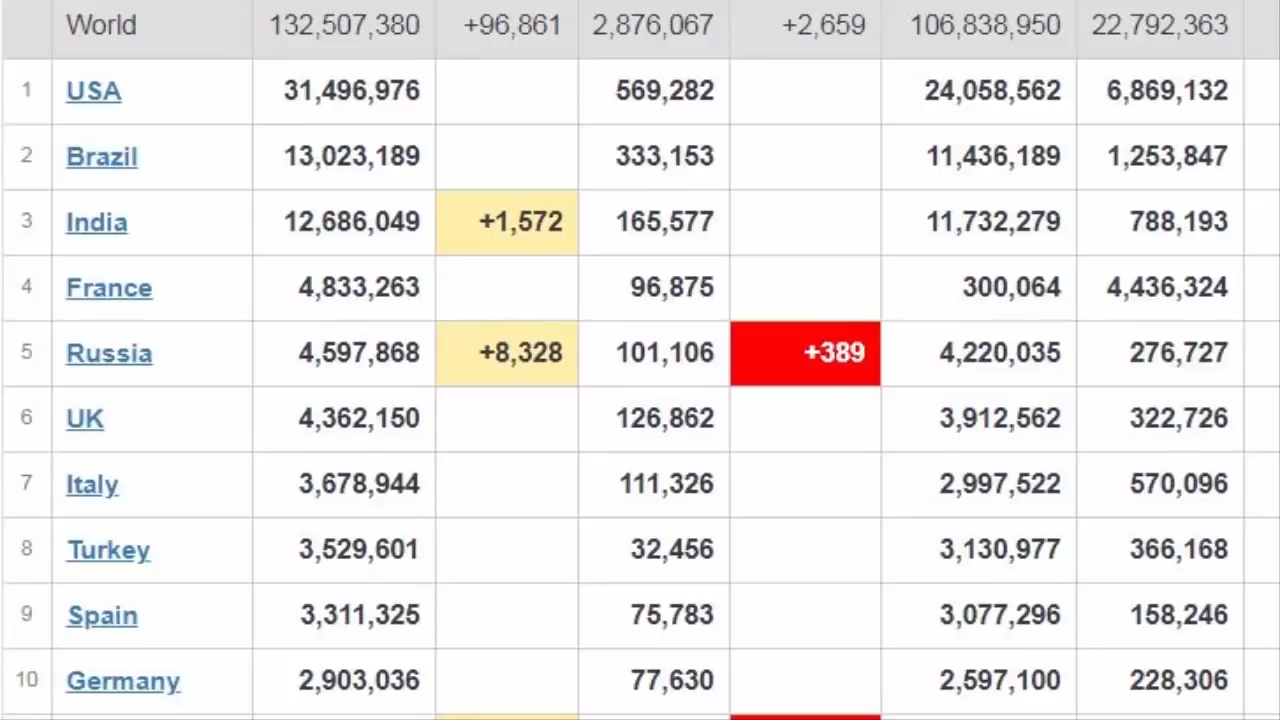 World 132,507,380 +96,861 2,876,067 +2,659 106,838,950 22,792,363
1 USA 31,496,976 569,282 24,058,562 6,869,132
2 Brazil 13,023,189 333,153 11,436,189 1,253,847
3 India 12,686,049 +1,572 165,577 11,732,279 788,193
4 France 4,833,263 96,875 300,064 4,436,324
5 Russia 4,597,868 +8,328 101,106 +389 4,220,035 276,727
6 UK 4,362,150 126,862 3,912,562 322,726
7 Italy 3,678,944 111,326 2,997,522 570,096
8 Turkey 3,529,601 32,456 3,130,977 366,168
9 Spain 3,311,325 75,783 3,077,296 158,246
10 Germany 2,903,036 77,630 2,597,100 228,306